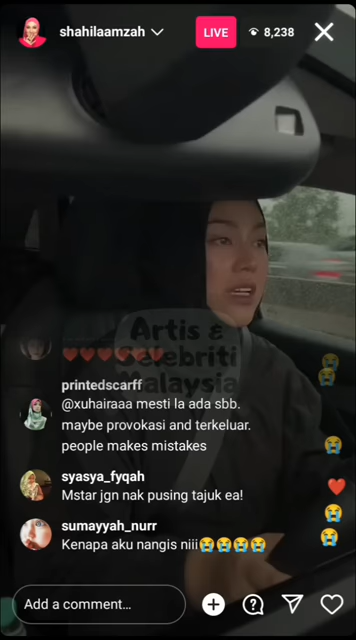 shahilaamzah
LIVE
8,238
Artis &
Selebriti
Malaysia
❤️❤️❤️❤️❤️❤️❤️
printedscarff
@xuhairaaa mesti la ada sbb.
maybe provokasi and terkeluar.
people makes mistakes
syasya_fyqah
Mstar jgn nak pusing tajuk ea!
sumayyah_nurr
Kenapa aku nangis niii😭😭😭😭
Add a comment...